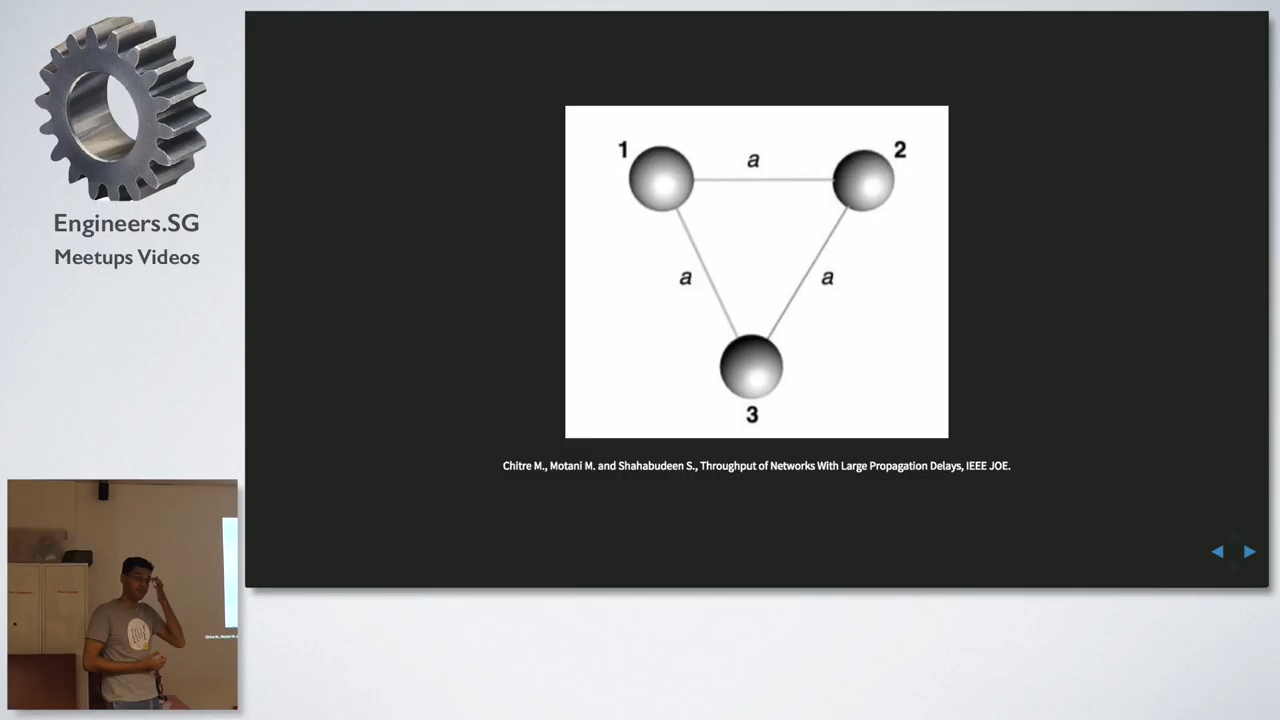 Engineers.SG
Meetups Videos
1
a
2
a
a
3
Chitre M., Motani M. and Shahabudeen S., Throughput of Networks With Large Propagation Delays, IEEE JOE.